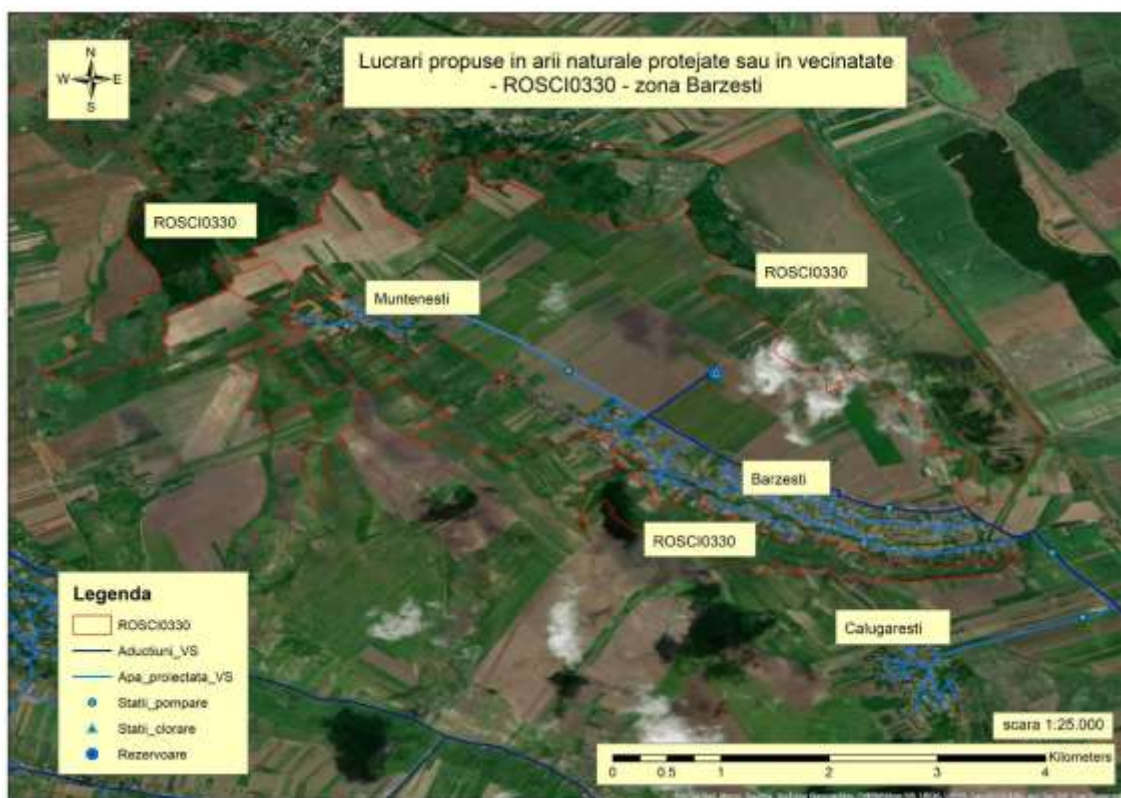 N
W E
S
Lucrari propuse in arii naturale protejate sau in vecinatate
- ROSCI0330 - zona Barzesti
ROSCI0330
ROSCI0330
Muntenesti
Barzesti
ROSCI0330
Calugaresti
Legenda
ROSCI0330
Aductiuni_VS
Apa_proiectata_VS
Statii_pompare
Statii_clorare
Rezervoare
scara 1:25.000
Kilometers
0 0.5 1 2 3 4